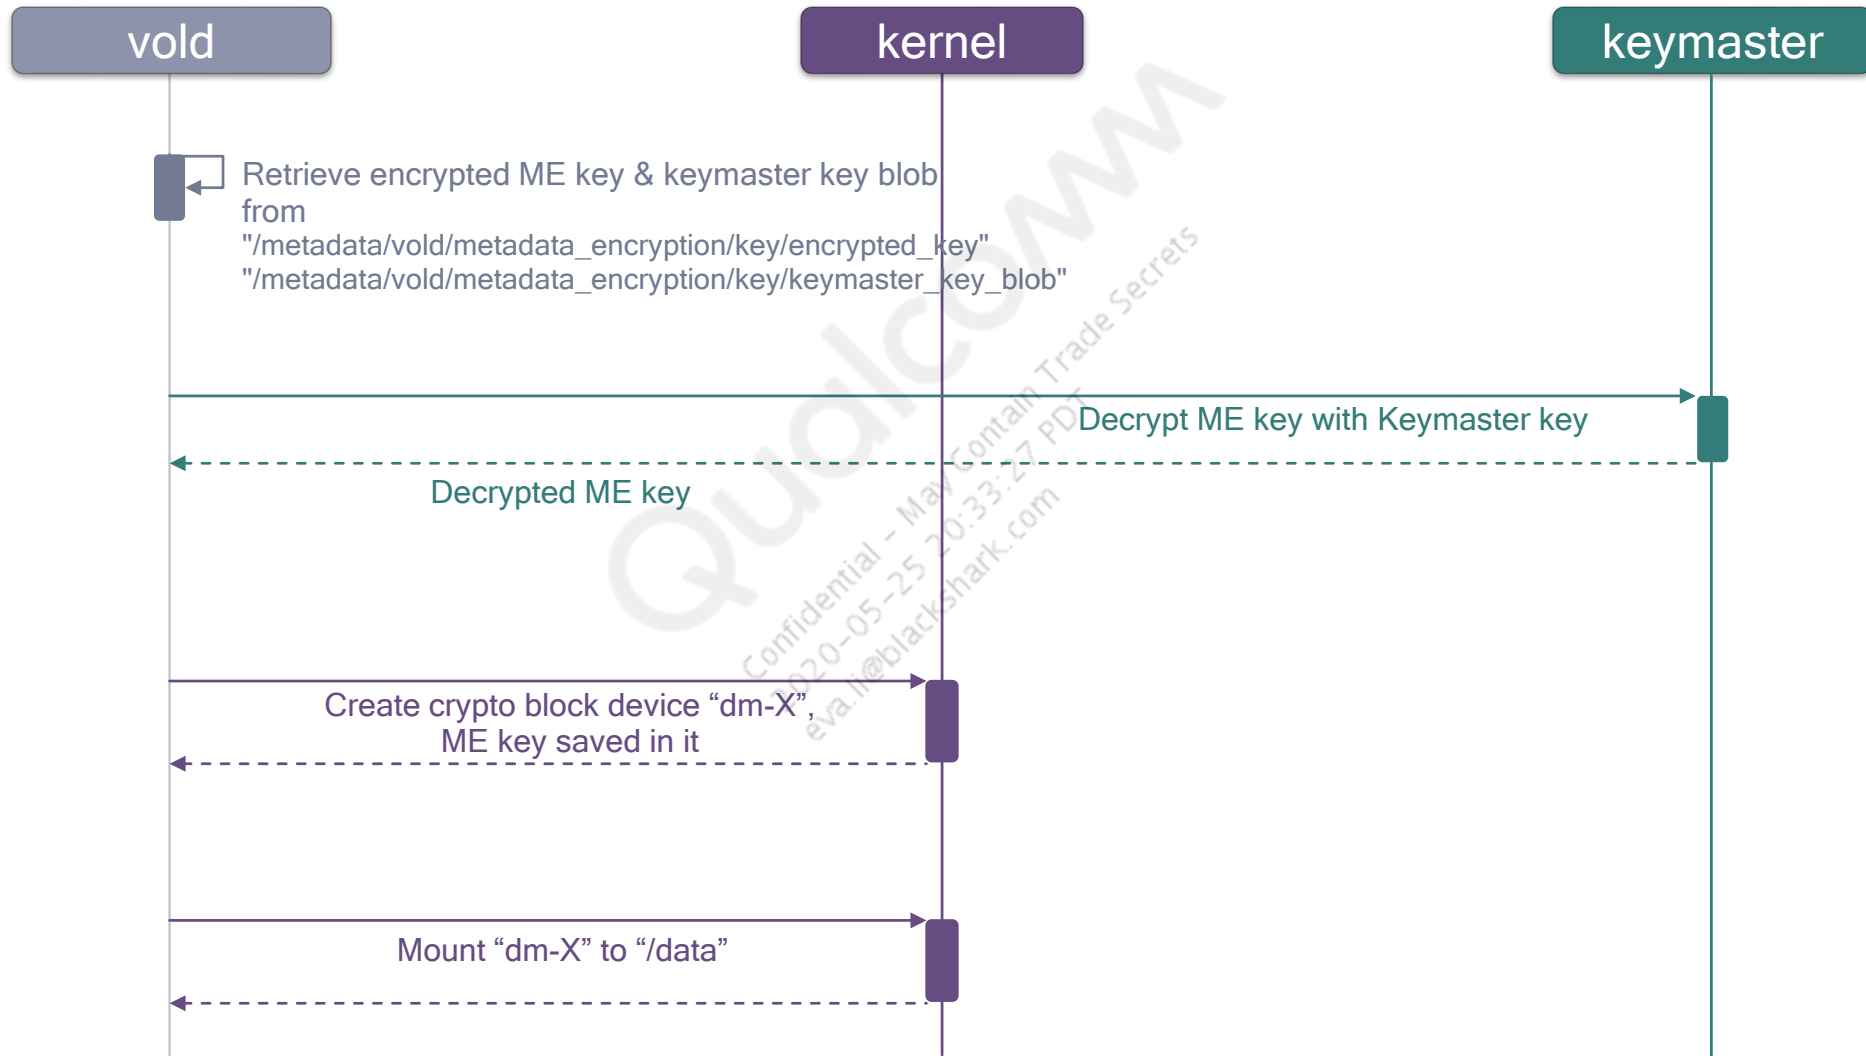 vold
kernel
keymaster
Retrieve encrypted ME key & keymaster key blob
from
"/metadata/vold/metadata_encryption/key/encrypted_key"
"/metadata/vold/metadata_encryption/key/keymaster_key_blob"
Decrypt ME key with Keymaster key
Decrypted ME key
Create crypto block device “dm-X”,
ME key saved in it
Mount “dm-X” to “/data”
Qualcomm
Confidential – May Contain Trade Secrets
2020-05-25 20:33:27 PDT
eva.li@blackshark.com